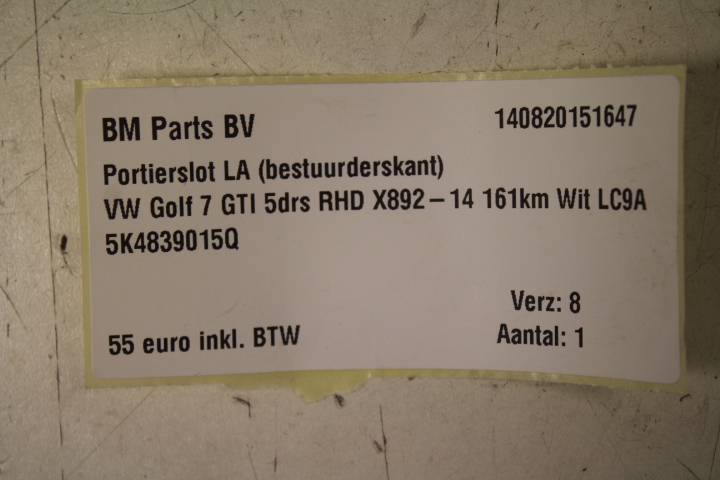 BM Parts BV 140820151647
Portierslot LA (bestuurderskant)
VW Golf 7 GTI 5drs RHD X892-14 161km Wit LC9A
5K4839015Q
Verz: 8
55 euro inkl. BTW Aantal: 1